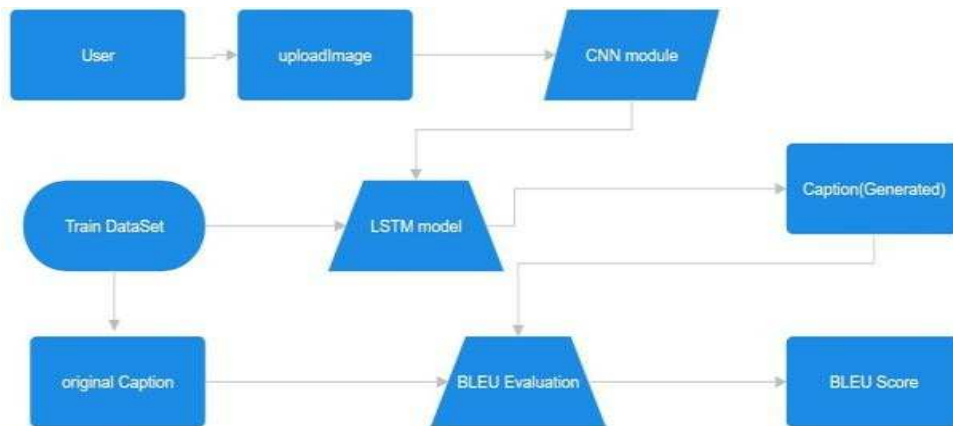 User
uploadImage
CNN module
Train DataSet
LSTM model
Caption(Generated)
original Caption
BLEU Evaluation
BLEU Score